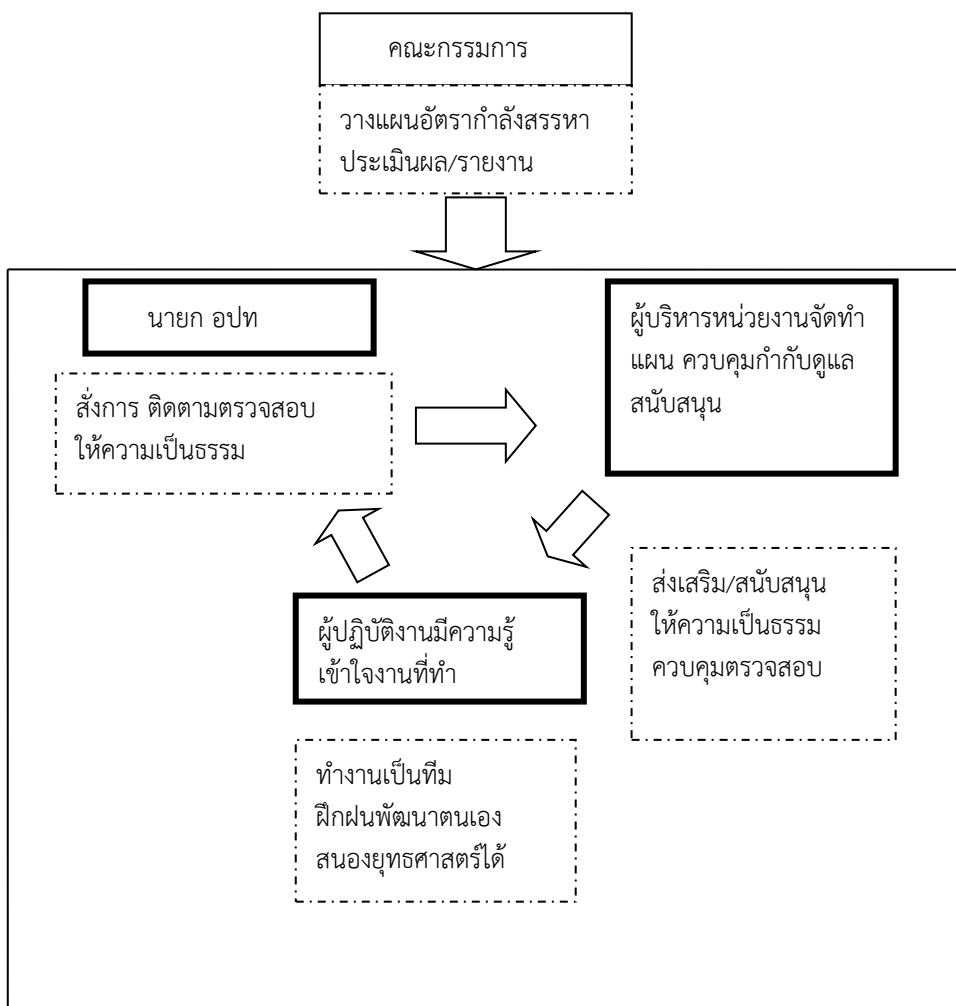 คณะกรรมการ
วางแผนอัตรากำลังสรรหา
ประเมินผล/รายงาน
นายก อปท
สั่งการ ติดตามตรวจสอบ
ให้ความเป็นธรรม
ผู้บริหารหน่วยงานจัดทำ
แผน ควบคุมกำกับดูแล
สนับสนุน
ส่งเสริม/สนับสนุน
ให้ความเป็นธรรม
ควบคุมตรวจสอบ
ผู้ปฏิบัติงานมีความรู้
เข้าใจงานที่ทำ
ทำงานเป็นทีม
ฝึกฝนพัฒนาตนเอง
สนองยุทธศาสตร์ได้